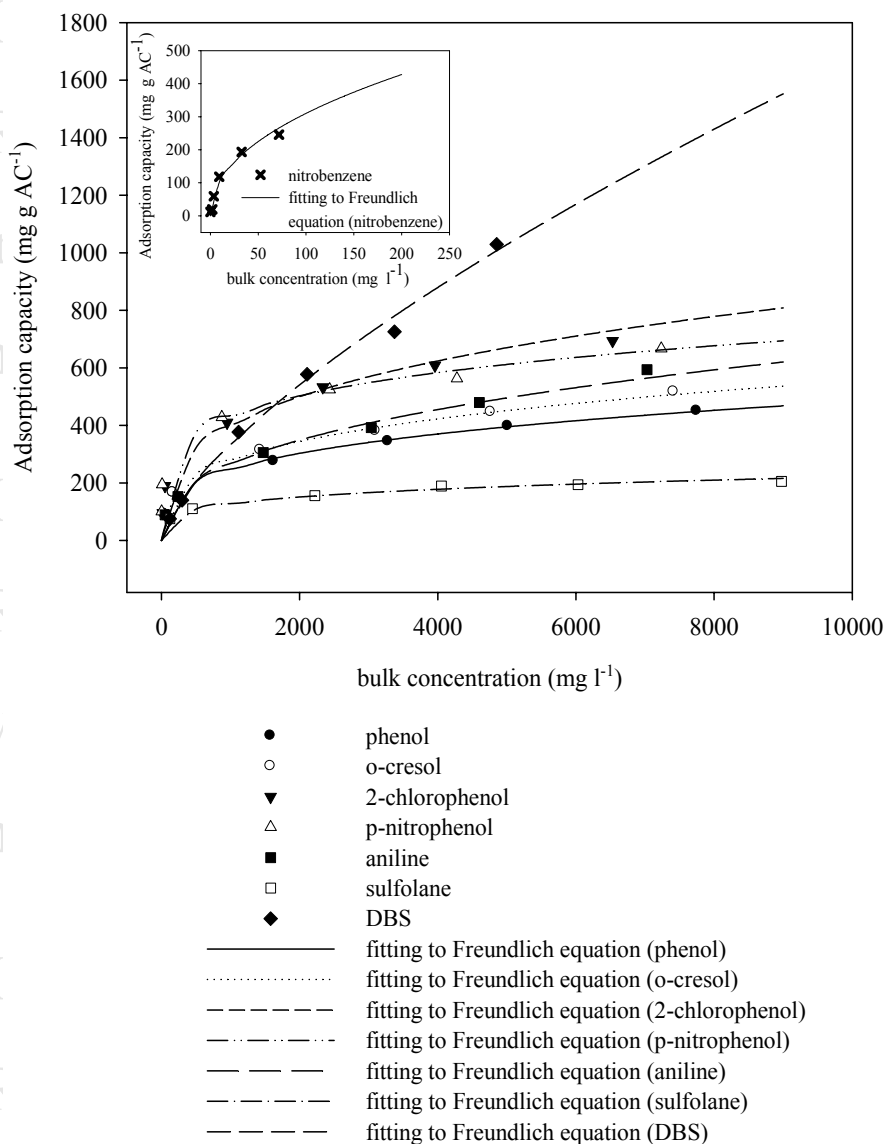 1800
1600
1400
1200
1000
800
600
400
200
0
Adsorption capacity (mg g AC-1)
0
2000
4000
6000
8000
10000
bulk concentration (mg l-1)
500
400
300
200
100
0
Adsorption capacity (mg g AC-1)
nitrobenzene
fitting to Freundlich
equation (nitrobenzene)
0
50
100
150
200
250
bulk concentration (mg l-1)
phenol
o-cresol
2-chlorophenol
p-nitrophenol
aniline
sulfolane
DBS
fitting to Freundlich equation (phenol)
fitting to Freundlich equation (o-cresol)
fitting to Freundlich equation (2-chlorophenol)
fitting to Freundlich equation (p-nitrophenol)
fitting to Freundlich equation (aniline)
fitting to Freundlich equation (sulfolane)
fitting to Freundlich equation (DBS)